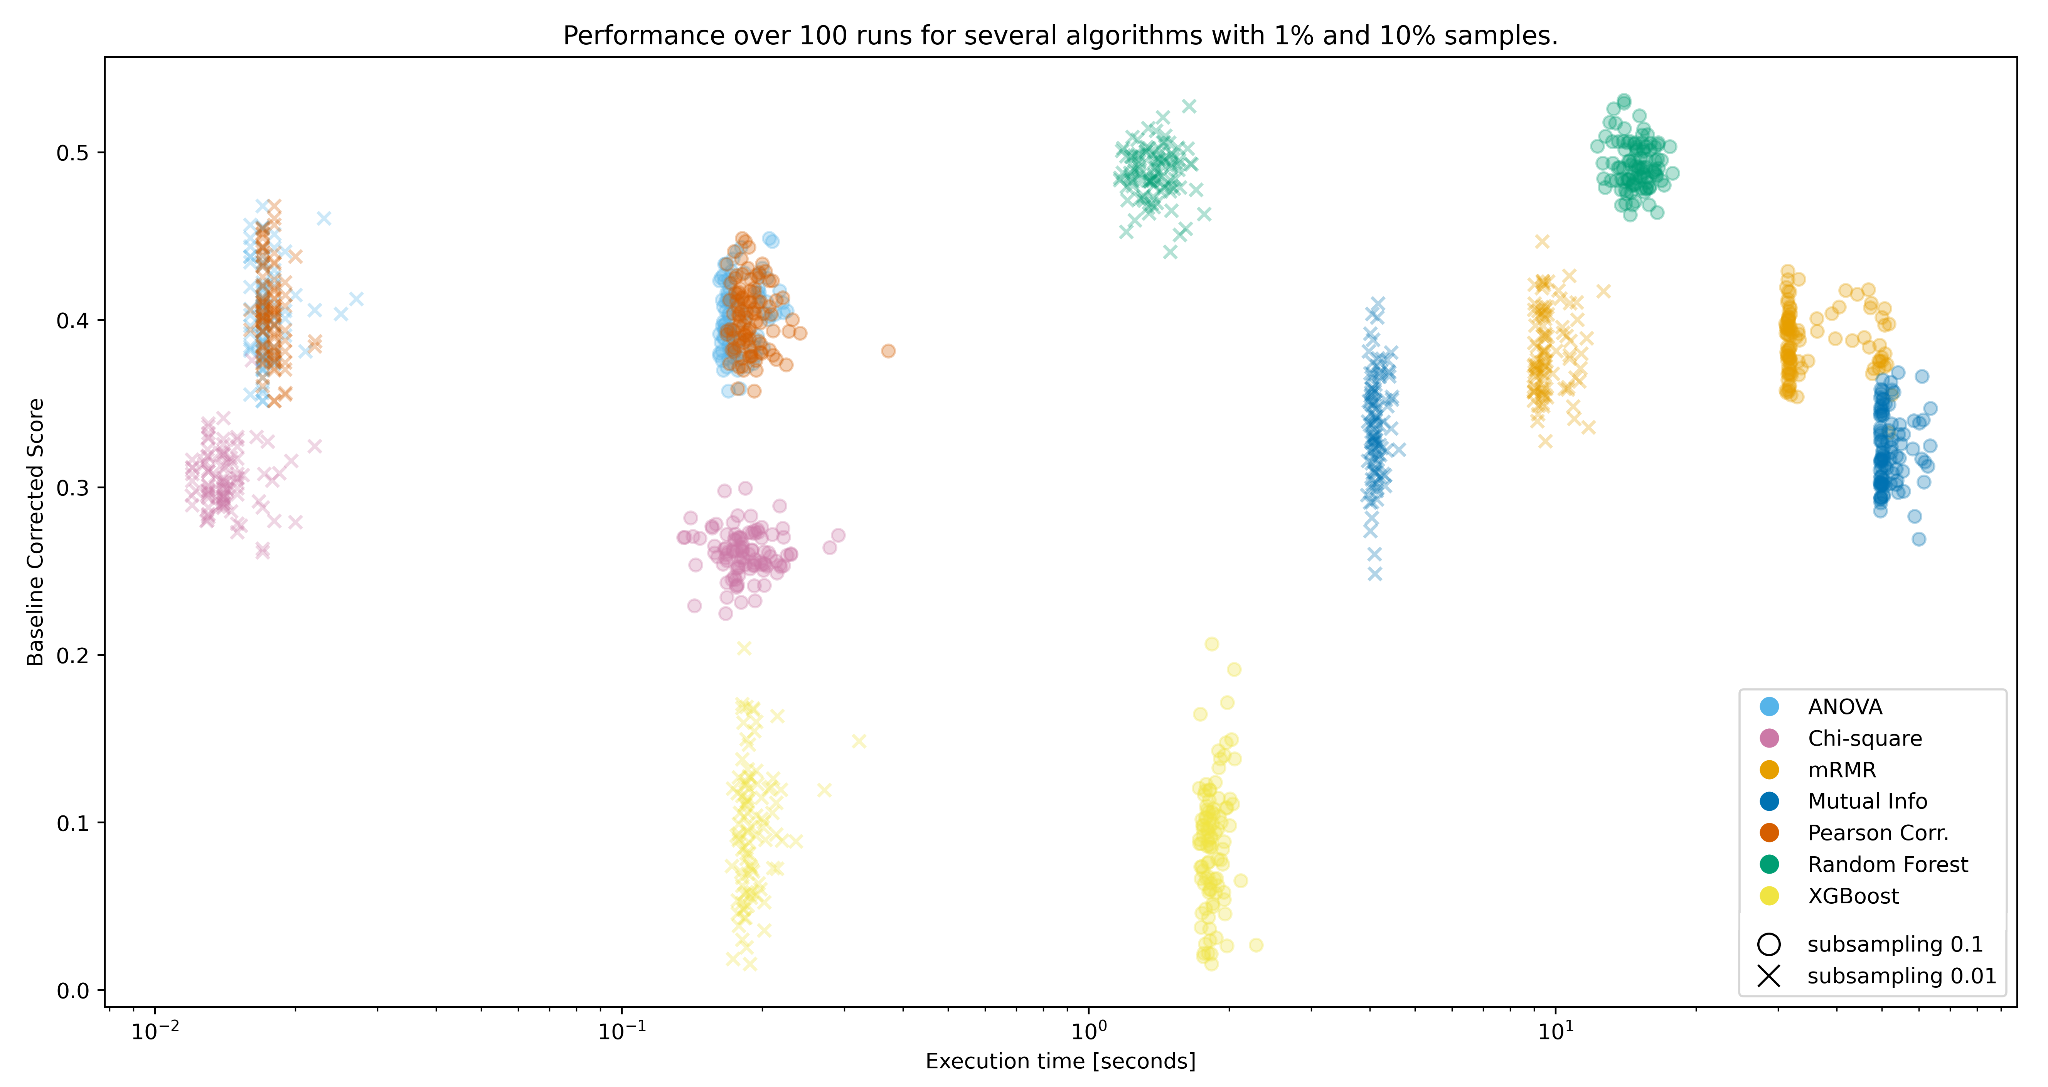 Performance over 100 runs for several algorithms with 1% and 10% samples.
Baseline Corrected Score
0.5
0.4
0.3
0.2
0.1
0.0
10⁻²
10⁻¹
10⁰
10¹
Execution time [seconds]
ANOVA
Chi-square
mRMR
Mutual Info
Pearson Corr.
Random Forest
XGBoost
subsampling 0.1
subsampling 0.01